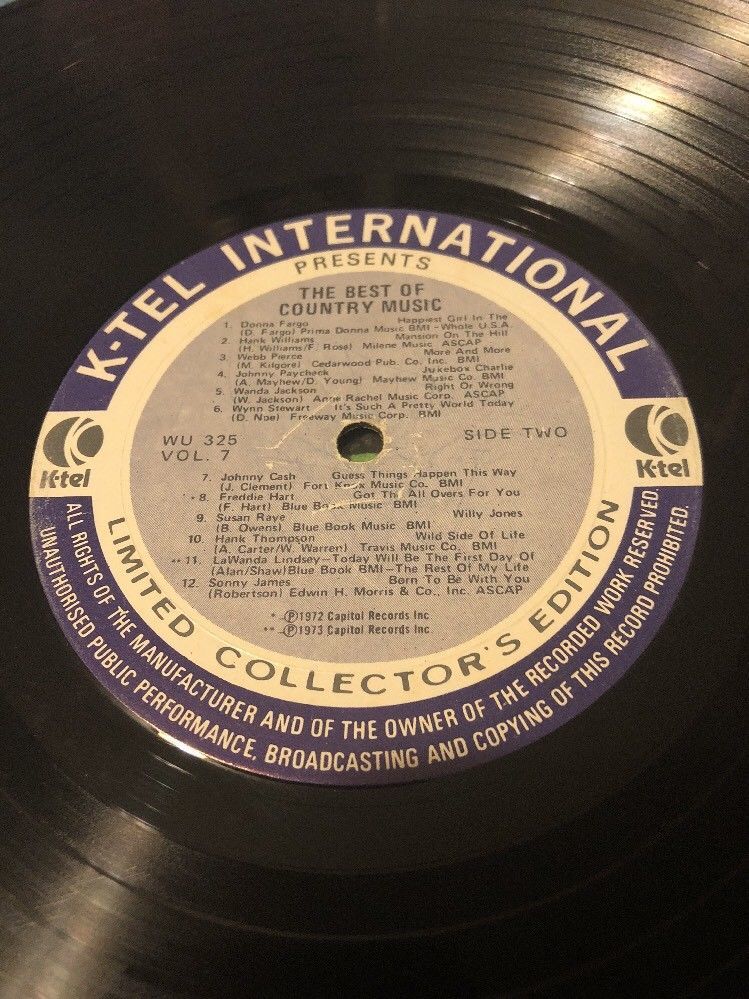 K-TEL INTERNATIONAL
PRESENTS
THE BEST OF
COUNTRY MUSIC
1. Donna Fargo Happiest Girl In The
(D. Fargo) Prima Donna Music BMI-Whole U.S.A.
2. Hank Williams Mansion On The Hill
(H. Williams/F. Rose) Milene Music ASCAP
3. Webb Pierce More And More
(M. Kilgore) Cedarwood Pub. Co. Inc. BMI
4. Johnny Paycheck Jukebox Charlie
(A. Mayhew/D. Young) Mayhew Music Co. BMI
5. Wanda Jackson Right Or Wrong
(W. Jackson) Anne Rachel Music Corp. ASCAP
6. Wynn Stewart It's Such A Pretty World Today
(D. Noe) Freeway Music Corp. BMI
WU 325
VOL. 7
SIDE TWO
K-tel
K-tel
7. Johnny Cash Guess Things Happen This Way
(J. Clement) Fort Knox Music Co. BMI
*8. Freddie Hart Got The All Overs For You
(F. Hart) Blue Book Music BMI
9. Susan Raye Willy Jones
(B. Owens) Blue Book Music BMI
10. Hank Thompson Wild Side Of Life
(A. Carter/W. Warren) Travis Music Co. BMI
**11. LaWanda Lindsey-Today Will Be The First Day Of
(Alan/Shaw) Blue Book BMI-The Rest Of My Life
12. Sonny James Born To Be With You
(Robertson) Edwin H. Morris & Co., Inc. ASCAP
* -Ⓟ1972 Capitol Records Inc.
** -Ⓟ1973 Capitol Records Inc.
LIMITED COLLECTOR'S EDITION
ALL RIGHTS OF THE MANUFACTURER AND OF THE OWNER OF THE RECORDED WORK RESERVED.
UNAUTHORISED PUBLIC PERFORMANCE, BROADCASTING AND COPYING OF THIS RECORD PROHIBITED.